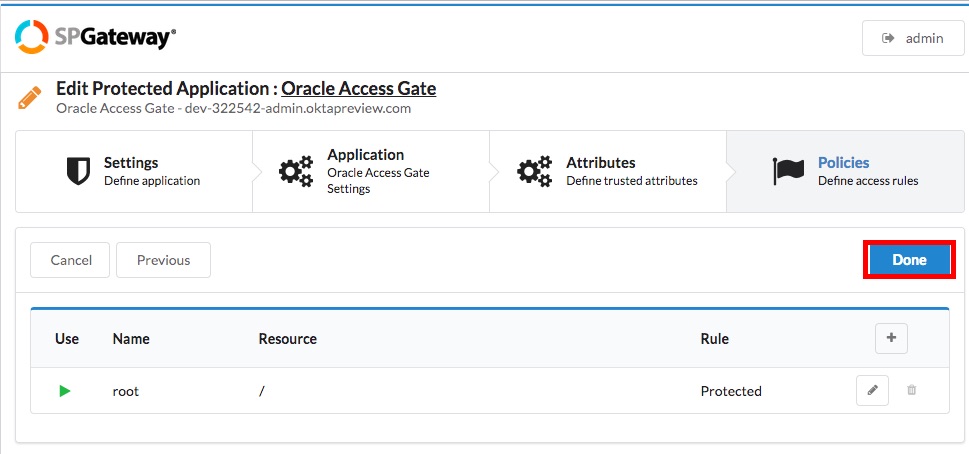 SPGateway®
admin
Edit Protected Application : Oracle Access Gate
Oracle Access Gate - dev-322542-admin.oktapreview.com
Settings
Define application
Application
Oracle Access Gate
Settings
Attributes
Define trusted attributes
Policies
Define access rules
Cancel
Previous
Done
Use Name Resource Rule
root / Protected